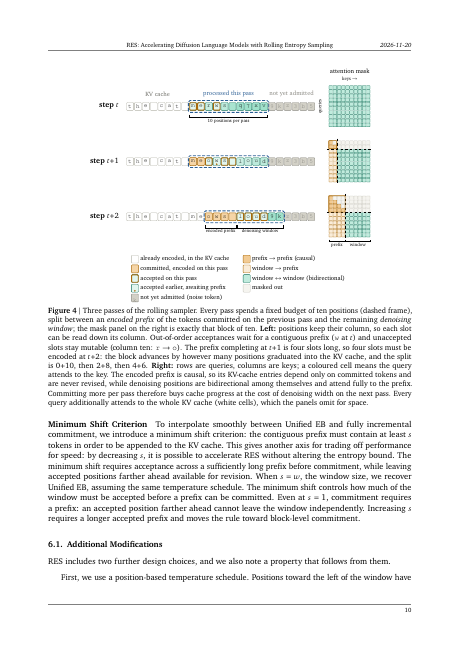 RES: Accelerating Diffusion Language Models with Rolling Entropy Sampling 2026-11-20
attention mask
keys →
KV cache processed this pass not yet admitted
step t
t h e c a t
10 positions per pass
step t+1
t h e c a t
step t+2
t h e c a t m e
encoded prefix denoising window
prefix window
already encoded, in the KV cache
committed, encoded on this pass
accepted on this pass
accepted earlier, awaiting prefix
not yet admitted (noise token)
prefix → prefix (causal)
window → prefix
window ↔ window (bidirectional)
masked out
Figure 4 | Three passes of the rolling sampler. Every pass spends a fixed budget of ten positions (dashed frame),
split between an encoded prefix of the tokens committed on the previous pass and the remaining denoising
window; the mask panel on the right is exactly that block of ten. Left: positions keep their column, so each slot
can be read down its column. Out-of-order acceptances wait for a contiguous prefix (w at t) and unaccepted
slots stay mutable (column ten: z → o). The prefix completing at t+1 is four slots long, so four slots must be
encoded at t+2: the block advances by however many positions graduated into the KV cache, and the split
is 0+10, then 2+8, then 4+6. Right: rows are queries, columns are keys; a coloured cell means the query
attends to the key. The encoded prefix is causal, so its KV-cache entries depend only on committed tokens and
are never revised, while denoising positions are bidirectional among themselves and attend fully to the prefix.
Committing more per pass therefore buys cache progress at the cost of denoising width on the next pass. Every
query additionally attends to the whole KV cache (white cells), which the panels omit for space.
Minimum Shift Criterion To interpolate smoothly between Unified EB and fully incremental
commitment, we introduce a minimum shift criterion: the contiguous prefix must contain at least s
tokens in order to be appended to the KV cache. This gives another axis for trading off performance
for speed: by decreasing s, it is possible to accelerate RES without altering the entropy bound. The
minimum shift requires acceptance across a sufficiently long prefix before commitment, while leaving
accepted positions farther ahead available for revision. When s = w, the window size, we recover
Unified EB, assuming the same temperature schedule. The minimum shift controls how much of the
window must be accepted before a prefix can be committed. Even at s = 1, commitment requires
a prefix: an accepted position farther ahead cannot leave the window independently. Increasing s
requires a longer accepted prefix and moves the rule toward block-level commitment.
6.1. Additional Modifications
RES includes two further design choices, and we also note a property that follows from them.
First, we use a position-based temperature schedule. Positions toward the left of the window have
10